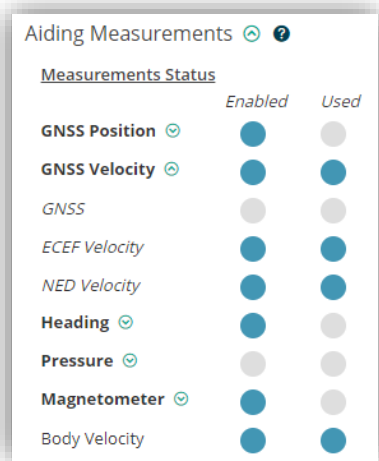 Aiding Measurements ?
Measurements Status
Enabled Used
GNSS Position
GNSS Velocity
GNSS
ECEF Velocity
NED Velocity
Heading
Pressure
Magnetometer
Body Velocity